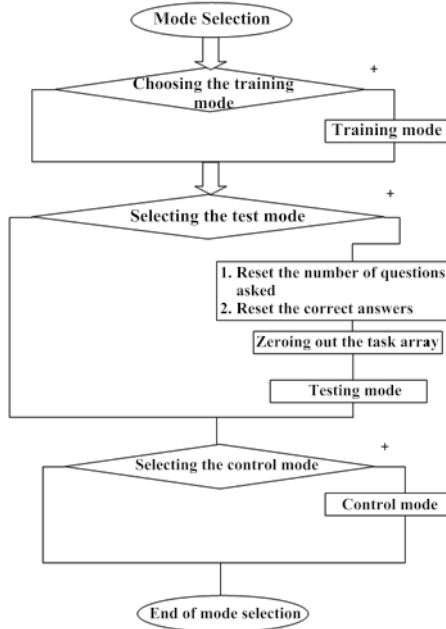 Mode Selection
+
Choosing the training
mode
Training mode
+
Selecting the test mode
1. Reset the number of questions
asked
2. Reset the correct answers
Zeroing out the task array
Testing mode
+
Selecting the control mode
Control mode
End of mode selection